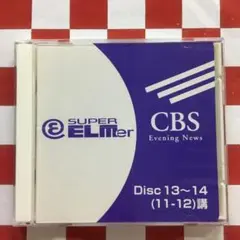 SUPER
ELMer
CBS
Evening News
Disc 13〜14
(11-12)講